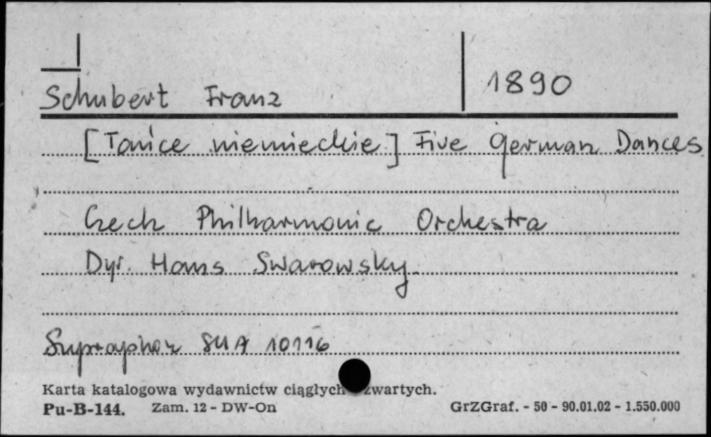 Schubert Franz
1890
[Tańce niemieckie] Five German Dances
Czech Philharmonic Orchestra
Dyr. Hans Swarowsky
Supraphon SUA 10116
Karta katalogowa wydawnictw ciągłych zwartych.
Pu-B-144. Zam. 12 - DW-On GrZGraf. - 50 - 90.01.02 - 1.550.000